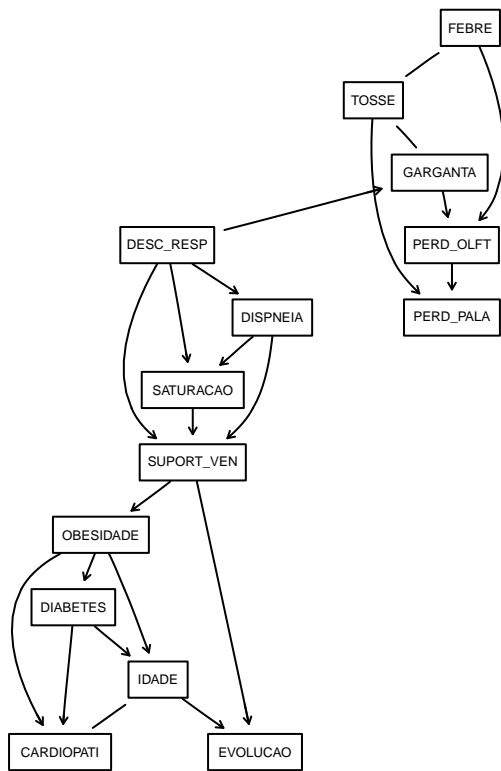 FEBRE
TOSSE
GARGANTA
DESC_RESP
PERD_OLFT
DISPNEIA
PERD_PALA
SATURACAO
SUPORT_VEN
OBESIDADE
DIABETES
IDADE
CARDIOPATI
EVOLUCAO